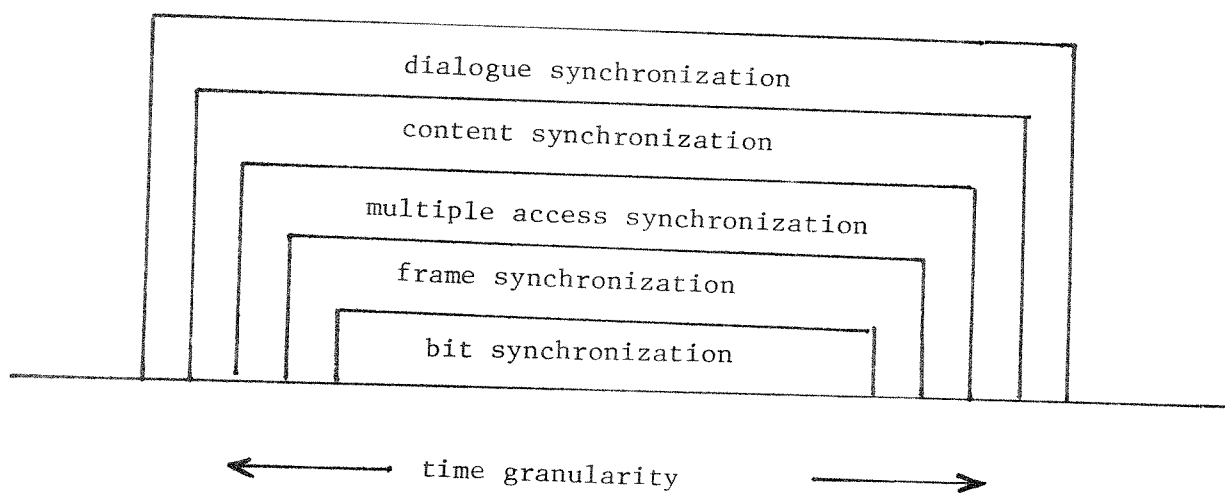 dialogue synchronization
content synchronization
multiple access synchronization
frame synchronization
bit synchronization
time granularity